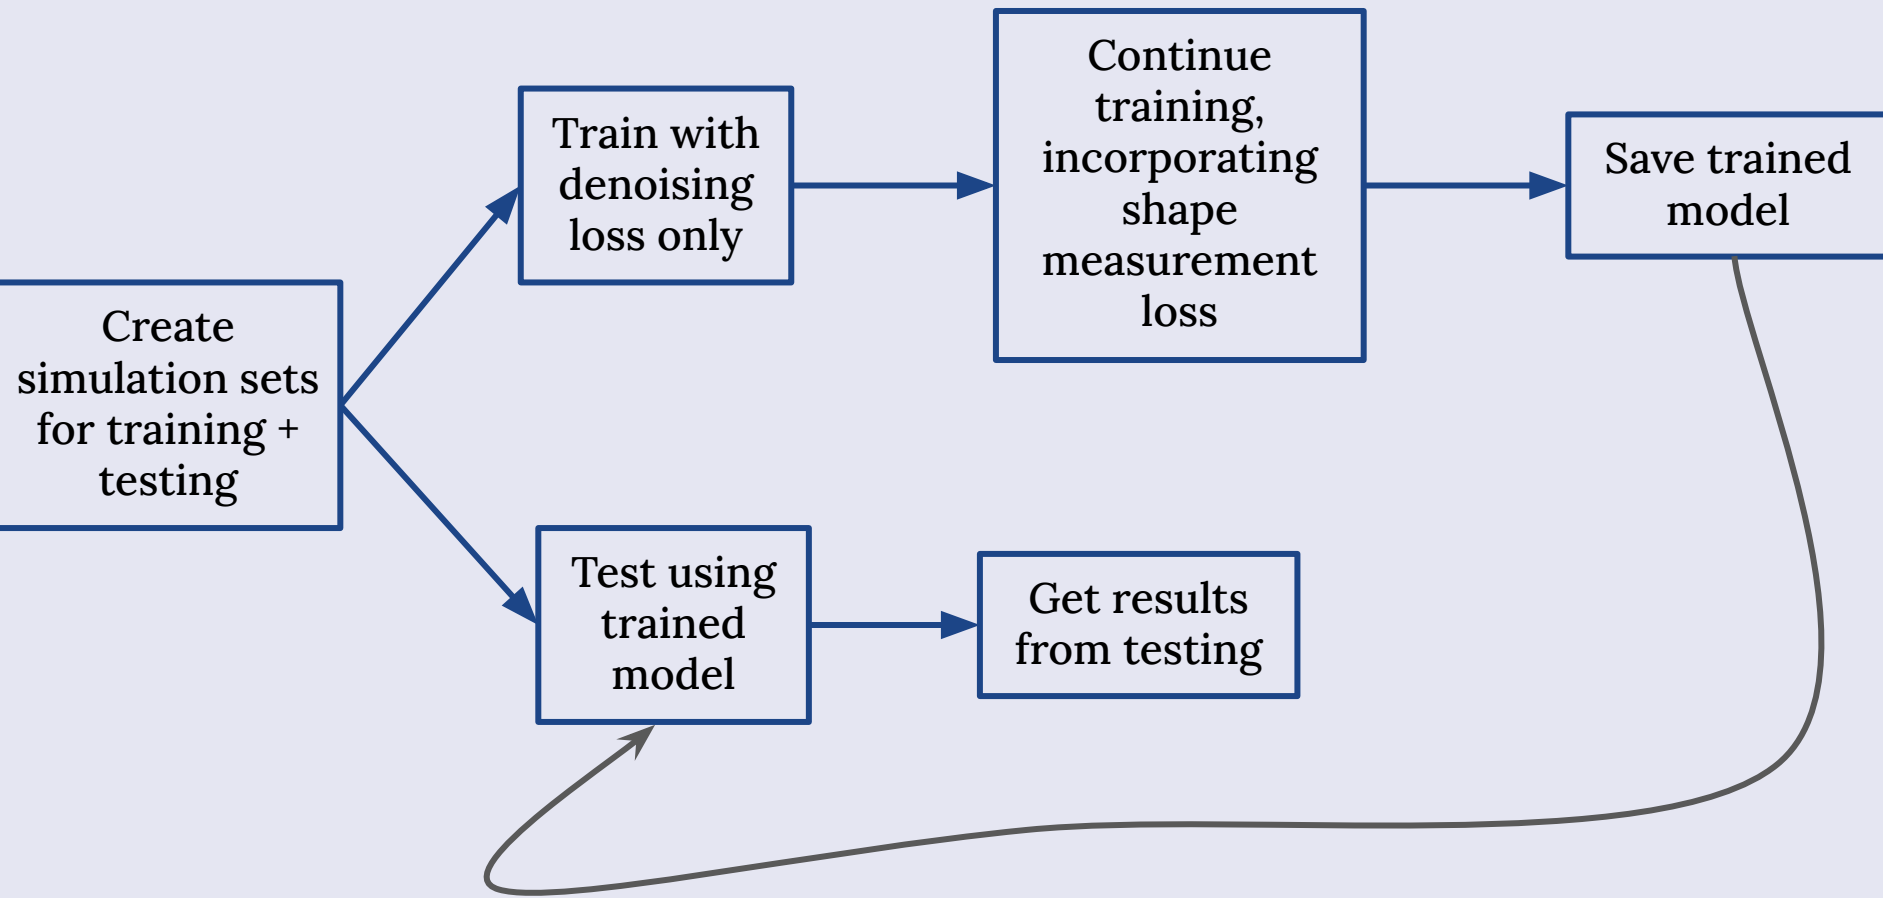 Create
simulation sets
for training +
testing
Train with
denoising
loss only
Continue
training,
incorporating
shape
measurement
loss
Save trained
model
Test using
trained
model
Get results
from testing